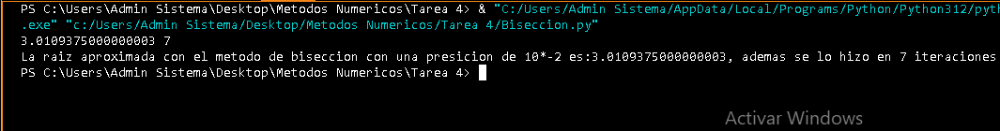 PS C:\Users\Admin Sistema\Desktop\Metodos Numericos\Tarea 4> & "C:/Users/Admin Sistema/AppData/Local/Programs/Python/Python312/pyth
.exe" "c:/Users/Admin Sistema/Desktop/Metodos Numericos/Tarea 4/Biseccion.py"
3.0109375000000003 7
La raiz aproximada con el metodo de biseccion con una presicion de 10*-2 es:3.0109375000000003, ademas se lo hizo en 7 iteraciones
PS C:\Users\Admin Sistema\Desktop\Metodos Numericos\Tarea 4>
Activar Windows